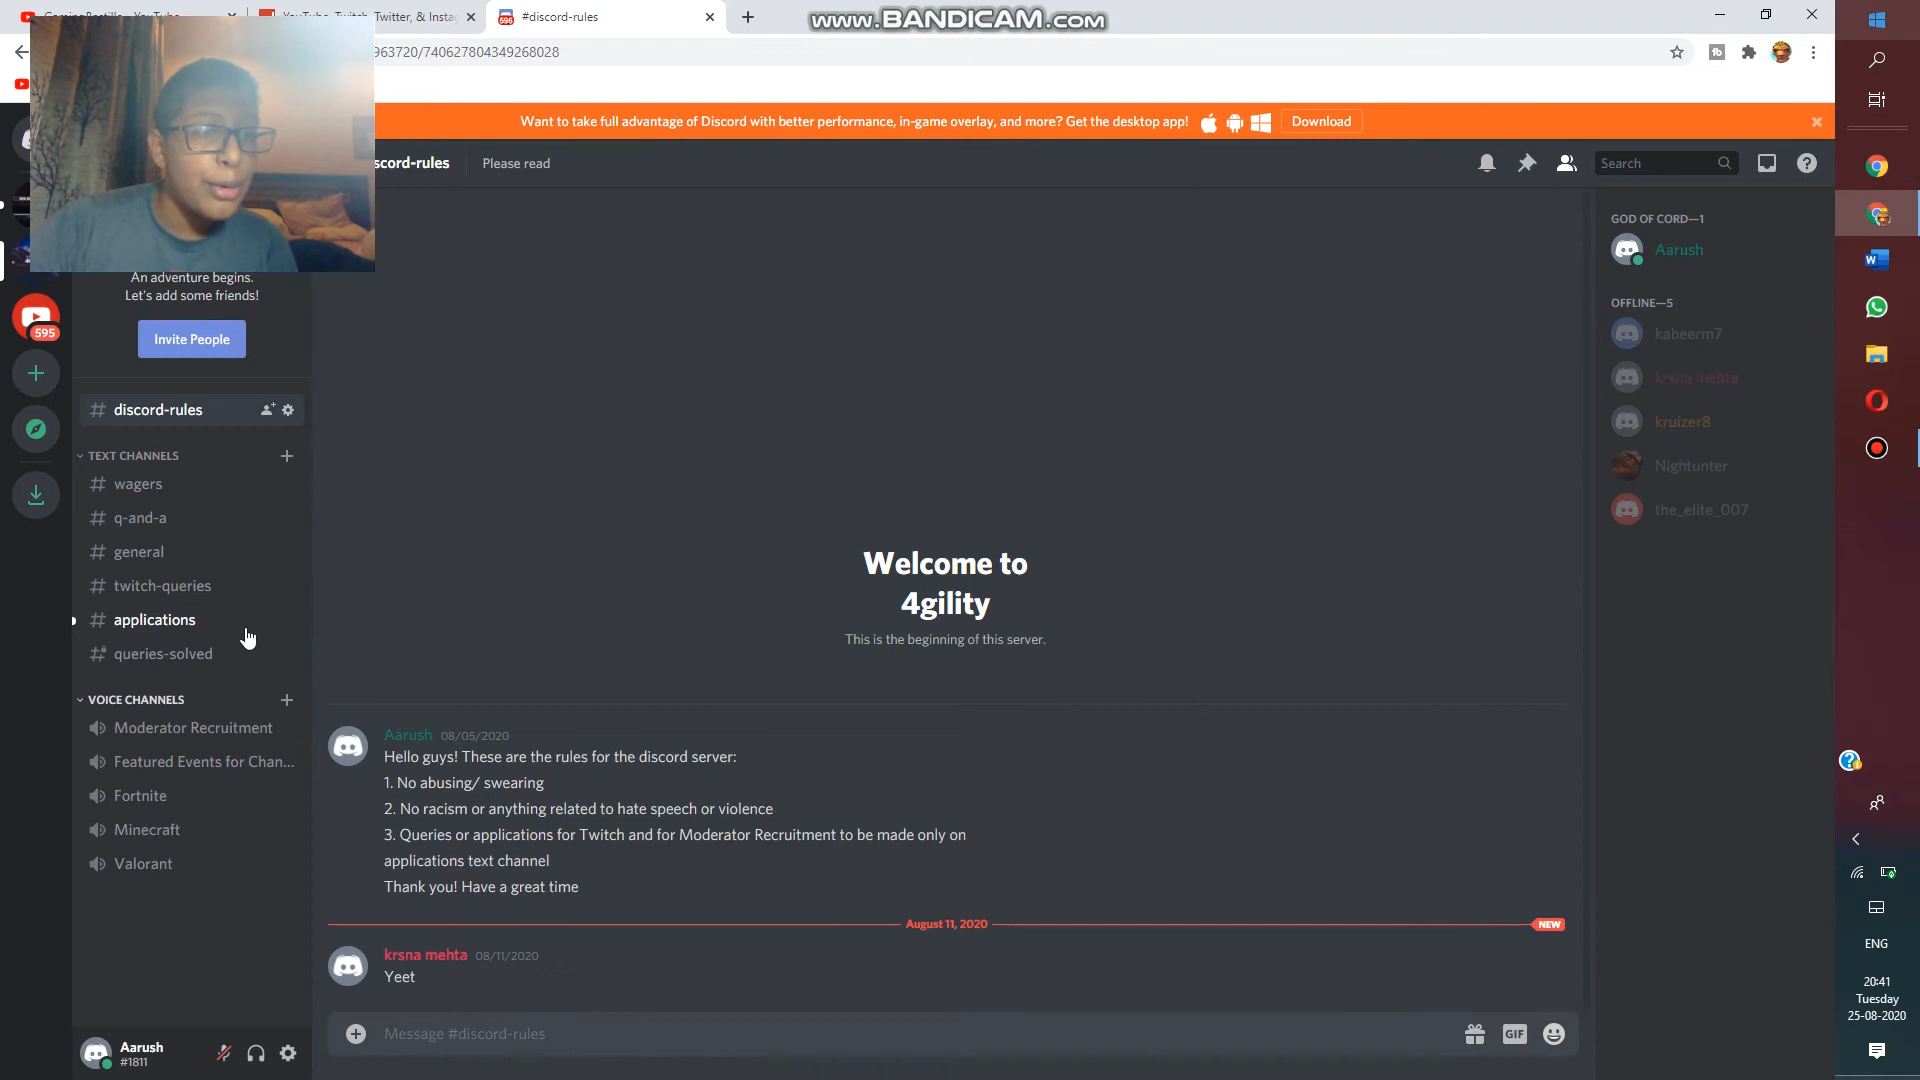 GamingPastillo - YouTube
YouTube, Twitch, Twitter, & Insta
#discord-rules
www.BANDICAM.com
963720/740627804349268028
Want to take full advantage of Discord with better performance, in-game overlay, and more? Get the desktop app!
Download
scord-rules
Please read
Search
An adventure begins.
Let's add some friends!
Invite People
595
discord-rules
TEXT CHANNELS
wagers
q-and-a
general
twitch-queries
applications
queries-solved
VOICE CHANNELS
Moderator Recruitment
Featured Events for Chan...
Fortnite
Minecraft
Valorant
Aarush
#1811
Welcome to
4gility
This is the beginning of this server.
Aarush 08/05/2020
Hello guys! These are the rules for the discord server:
1. No abusing/ swearing
2. No racism or anything related to hate speech or violence
3. Queries or applications for Twitch and for Moderator Recruitment to be made only on
applications text channel
Thank you! Have a great time
August 11, 2020
NEW
krsna mehta 08/11/2020
Yeet
Message #discord-rules
GIF
GOD OF CORD—1
Aarush
OFFLINE—5
kabeerm7
krsna mehta
kruizer8
Nightunter
the_elite_007
ENG
20:41
Tuesday
25-08-2020